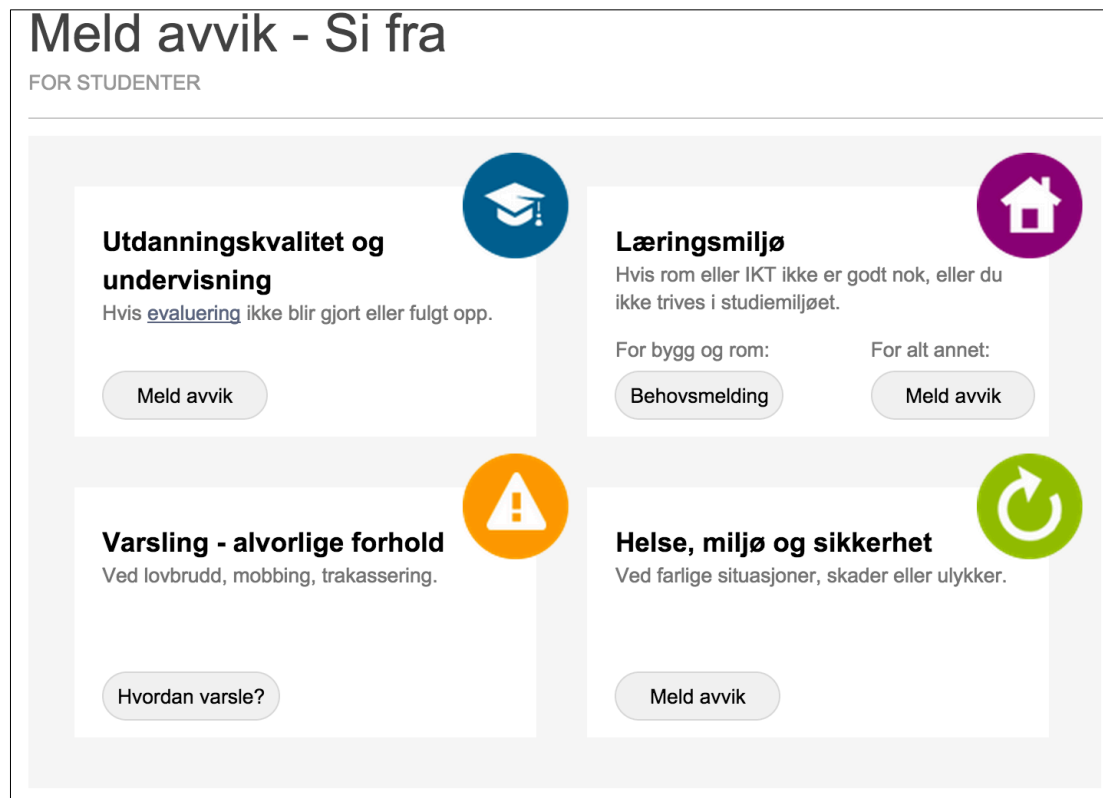 Meld avvik - Si fra
FOR STUDENTER
Utdanningskvalitet og
undervisning
Hvis evaluering ikke blir gjort eller fulgt opp.
Meld avvik
Læringsmiljø
Hvis rom eller IKT ikke er godt nok, eller du
ikke trives i studiemiljøet.
For bygg og rom:
Behovsmelding
For alt annet:
Meld avvik
Varsling - alvorlige forhold
Ved lovbrudd, mobbing, trakassering.
Hvordan varsle?
Helse, miljø og sikkerhet
Ved farlige situasjoner, skader eller ulykker.
Meld avvik